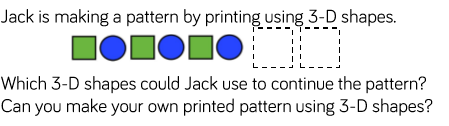 Jack is making a pattern by printing using 3-D shapes.
Which 3-D shapes could Jack use to continue the pattern?
Can you make your own printed pattern using 3-D shapes?